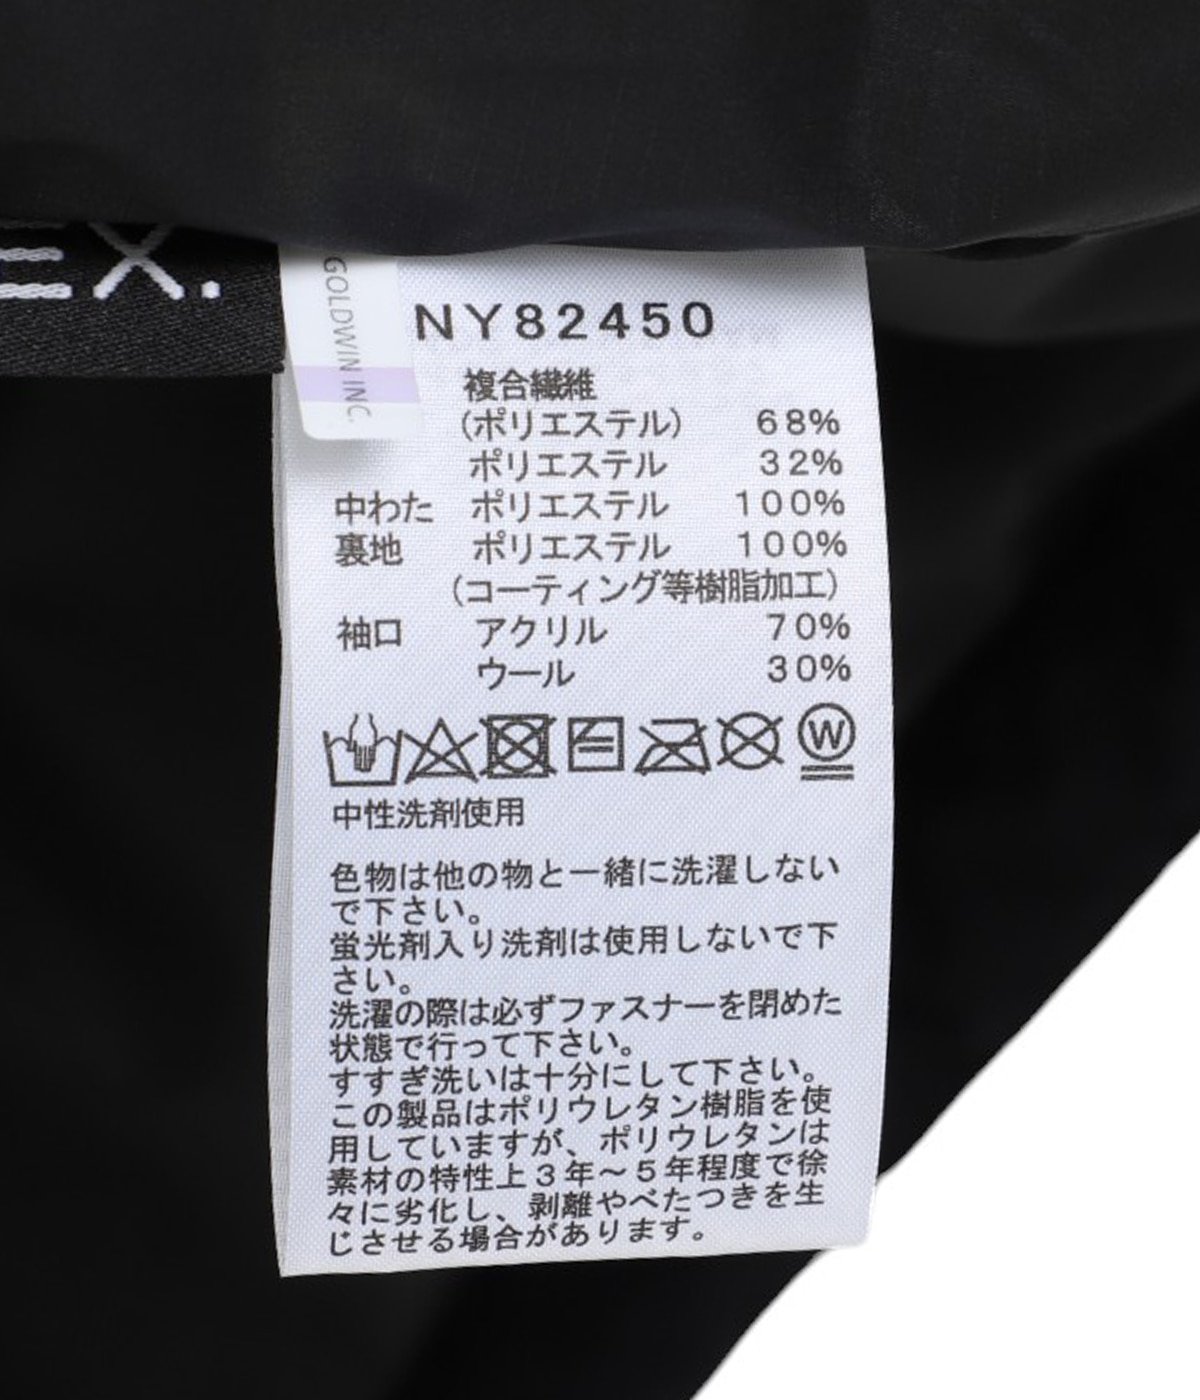 EX.
GOLDWIN INC.
NY82450
複合繊維
(ポリエステル) 68%
ポリエステル 32%
中わた ポリエステル 100%
裏地 ポリエステル 100%
(コーティング等樹脂加工)
袖口 アクリル 70%
ウール 30%
W
中性洗剤使用
色物は他の物と一緒に洗濯しない
で下さい。
蛍光剤入り洗剤は使用しないで下
さい。
洗濯の際は必ずファスナーを閉めた
状態で行って下さい。
すすぎ洗いは十分にして下さい。
この製品はポリウレタン樹脂を使
用していますが、ポリウレタンは
素材の特性上3年～5年程度で徐
々に劣化し、剥離やべたつきを生
じさせる場合があります。